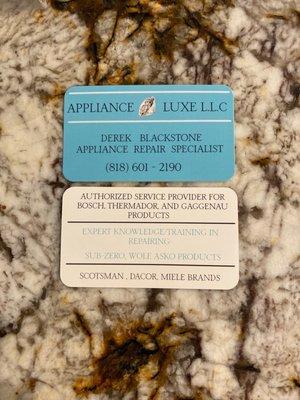 APPLIANCE LUXE L.L.C
DEREK BLACKSTONE
APPLIANCE REPAIR SPECIALIST
(818) 601 - 2190
AUTHORIZED SERVICE PROVIDER FOR
BOSCH, THERMADOR, AND GAGGENAU
PRODUCTS
EXPERT KNOWLEDGE/TRAINING IN
REPAIRING
SUB-ZERO, WOLF, ASKO PRODUCTS
SCOTSMAN , DACOR, MIELE BRANDS